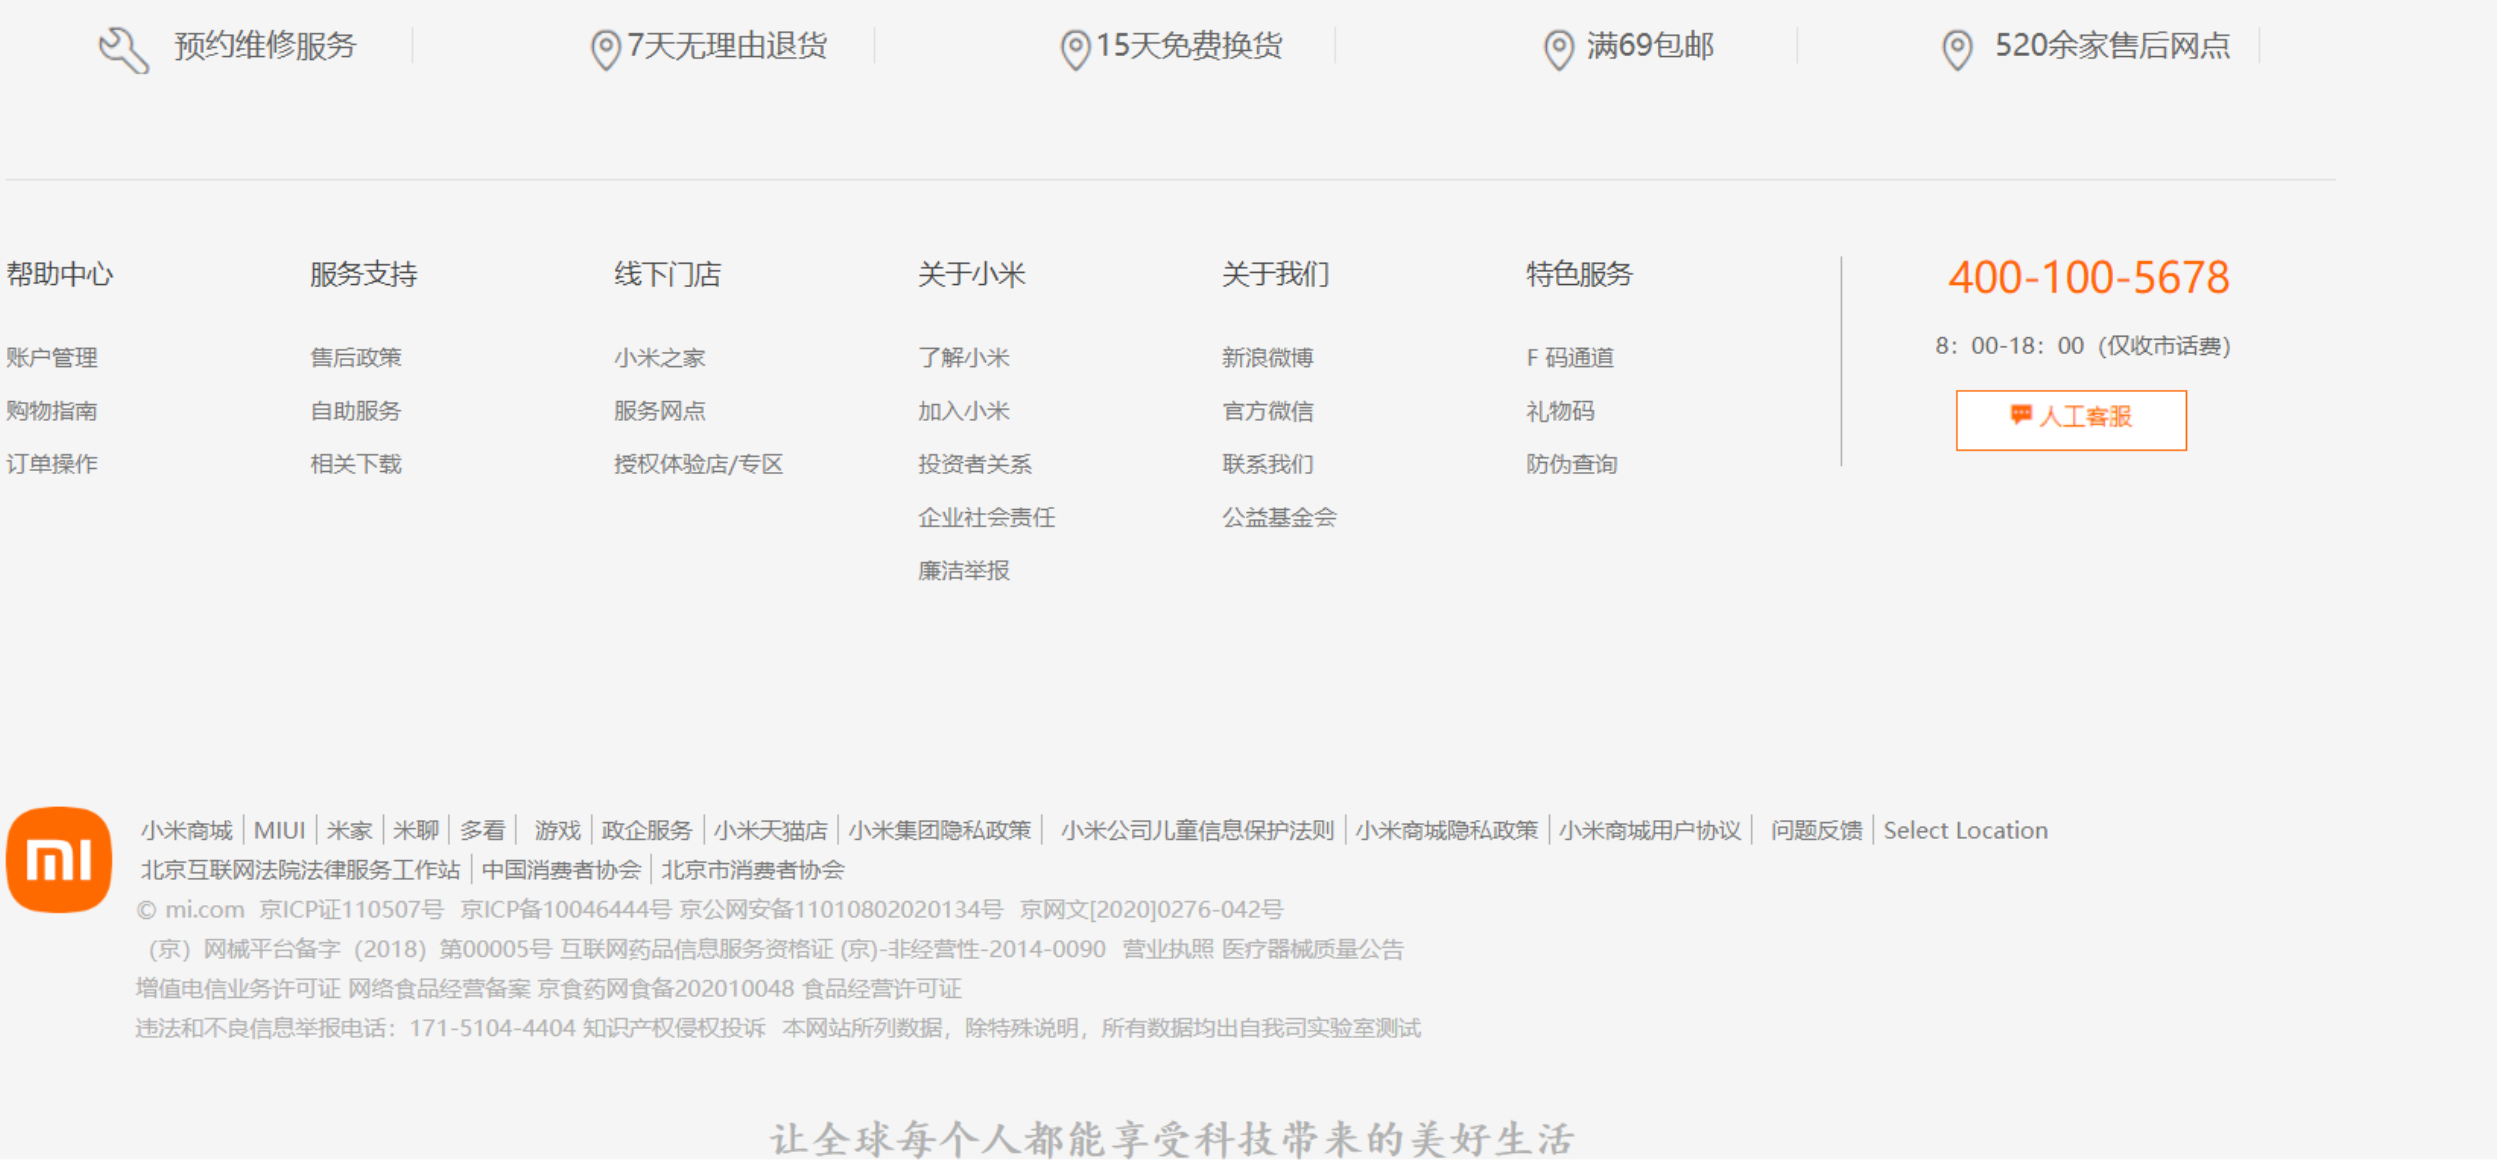 预约维修服务 7天无理由退货 15天免费换货 满69包邮 520余家售后网点
帮助中心 服务支持 线下门店 关于小米 关于我们 特色服务 400-100-5678
8：00-18：00（仅收市话费）
账户管理 售后政策 小米之家 了解小米 新浪微博 F 码通道
购物指南 自助服务 服务网点 加入小米 官方微信 礼物码 人工客服
订单操作 相关下载 授权体验店/专区 投资者关系 联系我们 防伪查询
企业社会责任 公益基金会
廉洁举报
小米商城 MIUI 米家 米聊 多看 游戏 政企服务 小米天猫店 小米集团隐私政策 小米公司儿童信息保护法则 小米商城隐私政策 小米商城用户协议 问题反馈 Select Location
北京互联网法院法律服务工作站 中国消费者协会 北京市消费者协会
© mi.com 京ICP证110507号 京ICP备10046444号 京公网安备11010802020134号 京网文[2020]0276-042号
（京）网械平台备字（2018）第00005号 互联网药品信息服务资格证 (京)-非经营性-2014-0090 营业执照 医疗器械质量公告
增值电信业务许可证 网络食品经营备案 京食药网食备202010048 食品经营许可证
违法和不良信息举报电话：171-5104-4404 知识产权侵权投诉 本网站所列数据，除特殊说明，所有数据均出自我司实验室测试
让全球每个人都能享受科技带来的美好生活